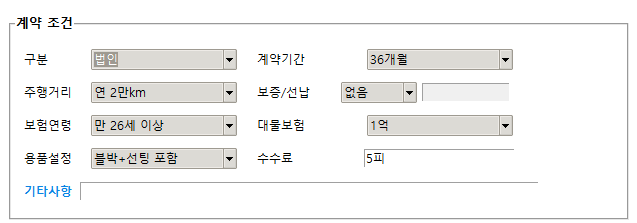 계약 조건
구분 법인 계약기간 36개월
주행거리 연 2만km 보증/선납 없음
보험연령 만 26세 이상 대물보험 1억
용품설정 블박+선팅 포함 수수료 5피
기타사항